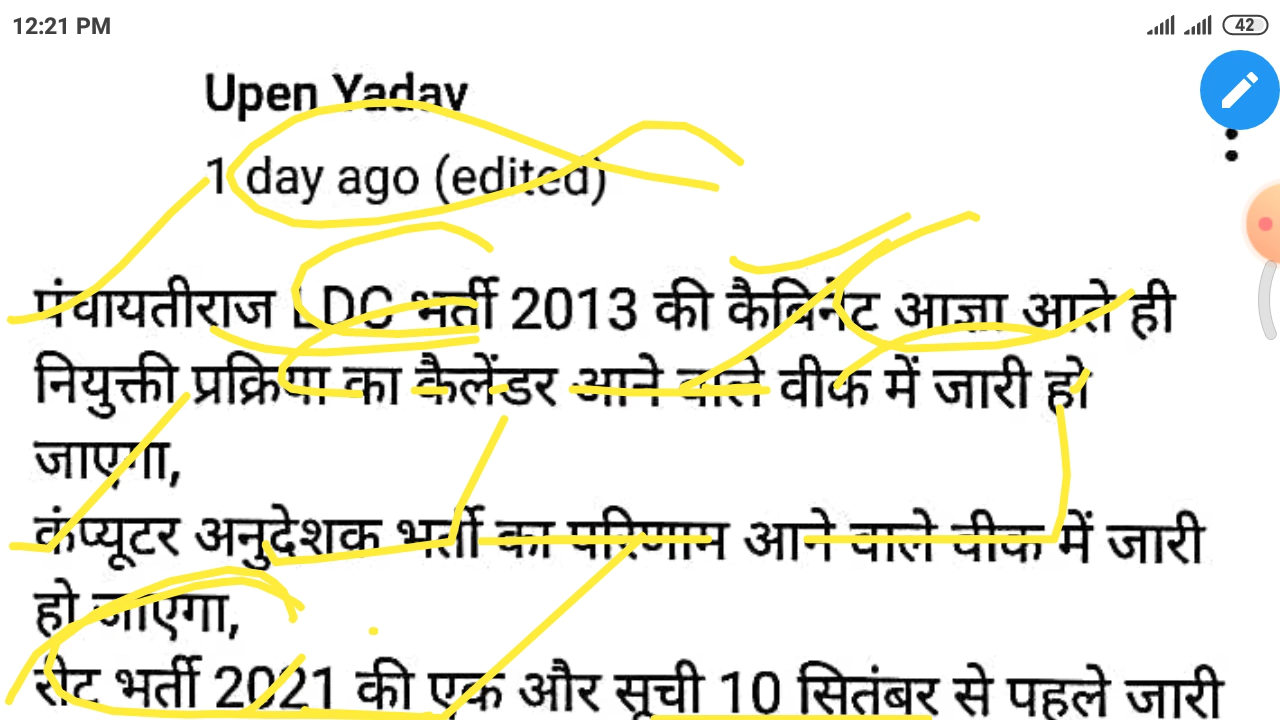 12:21 PM
42
Upen Yadav
1 day ago (edited)
पंचायतीराज LDC भर्ती 2013 की कैबिनेट आज्ञा आते ही
नियुक्ती प्रक्रिया का कैलेंडर आने वाले वीक में जारी हो
जाएगा,
कंप्यूटर अनुदेशक भर्ती का परिणाम आने वाले वीक में जारी
हो जाएगा,
रीट भर्ती 2021 की एक और सूची 10 सितंबर से पहले जारी